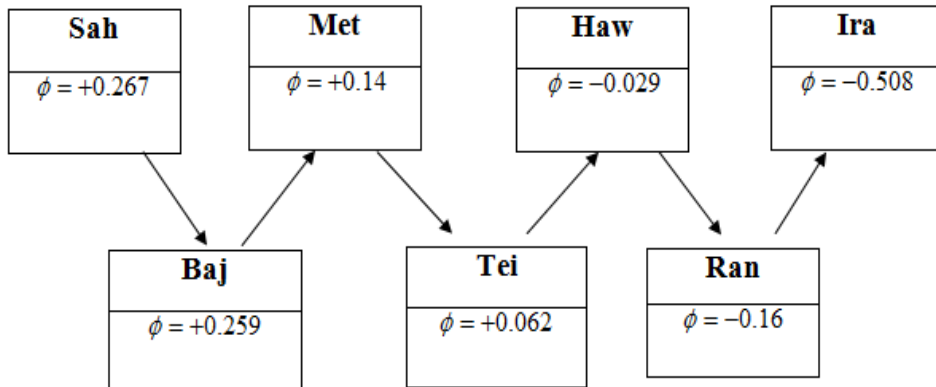 Sah
ϕ = +0.267
Met
ϕ = +0.14
Haw
ϕ = −0.029
Ira
ϕ = −0.508
Baj
ϕ = +0.259
Tei
ϕ = +0.062
Ran
ϕ = −0.16